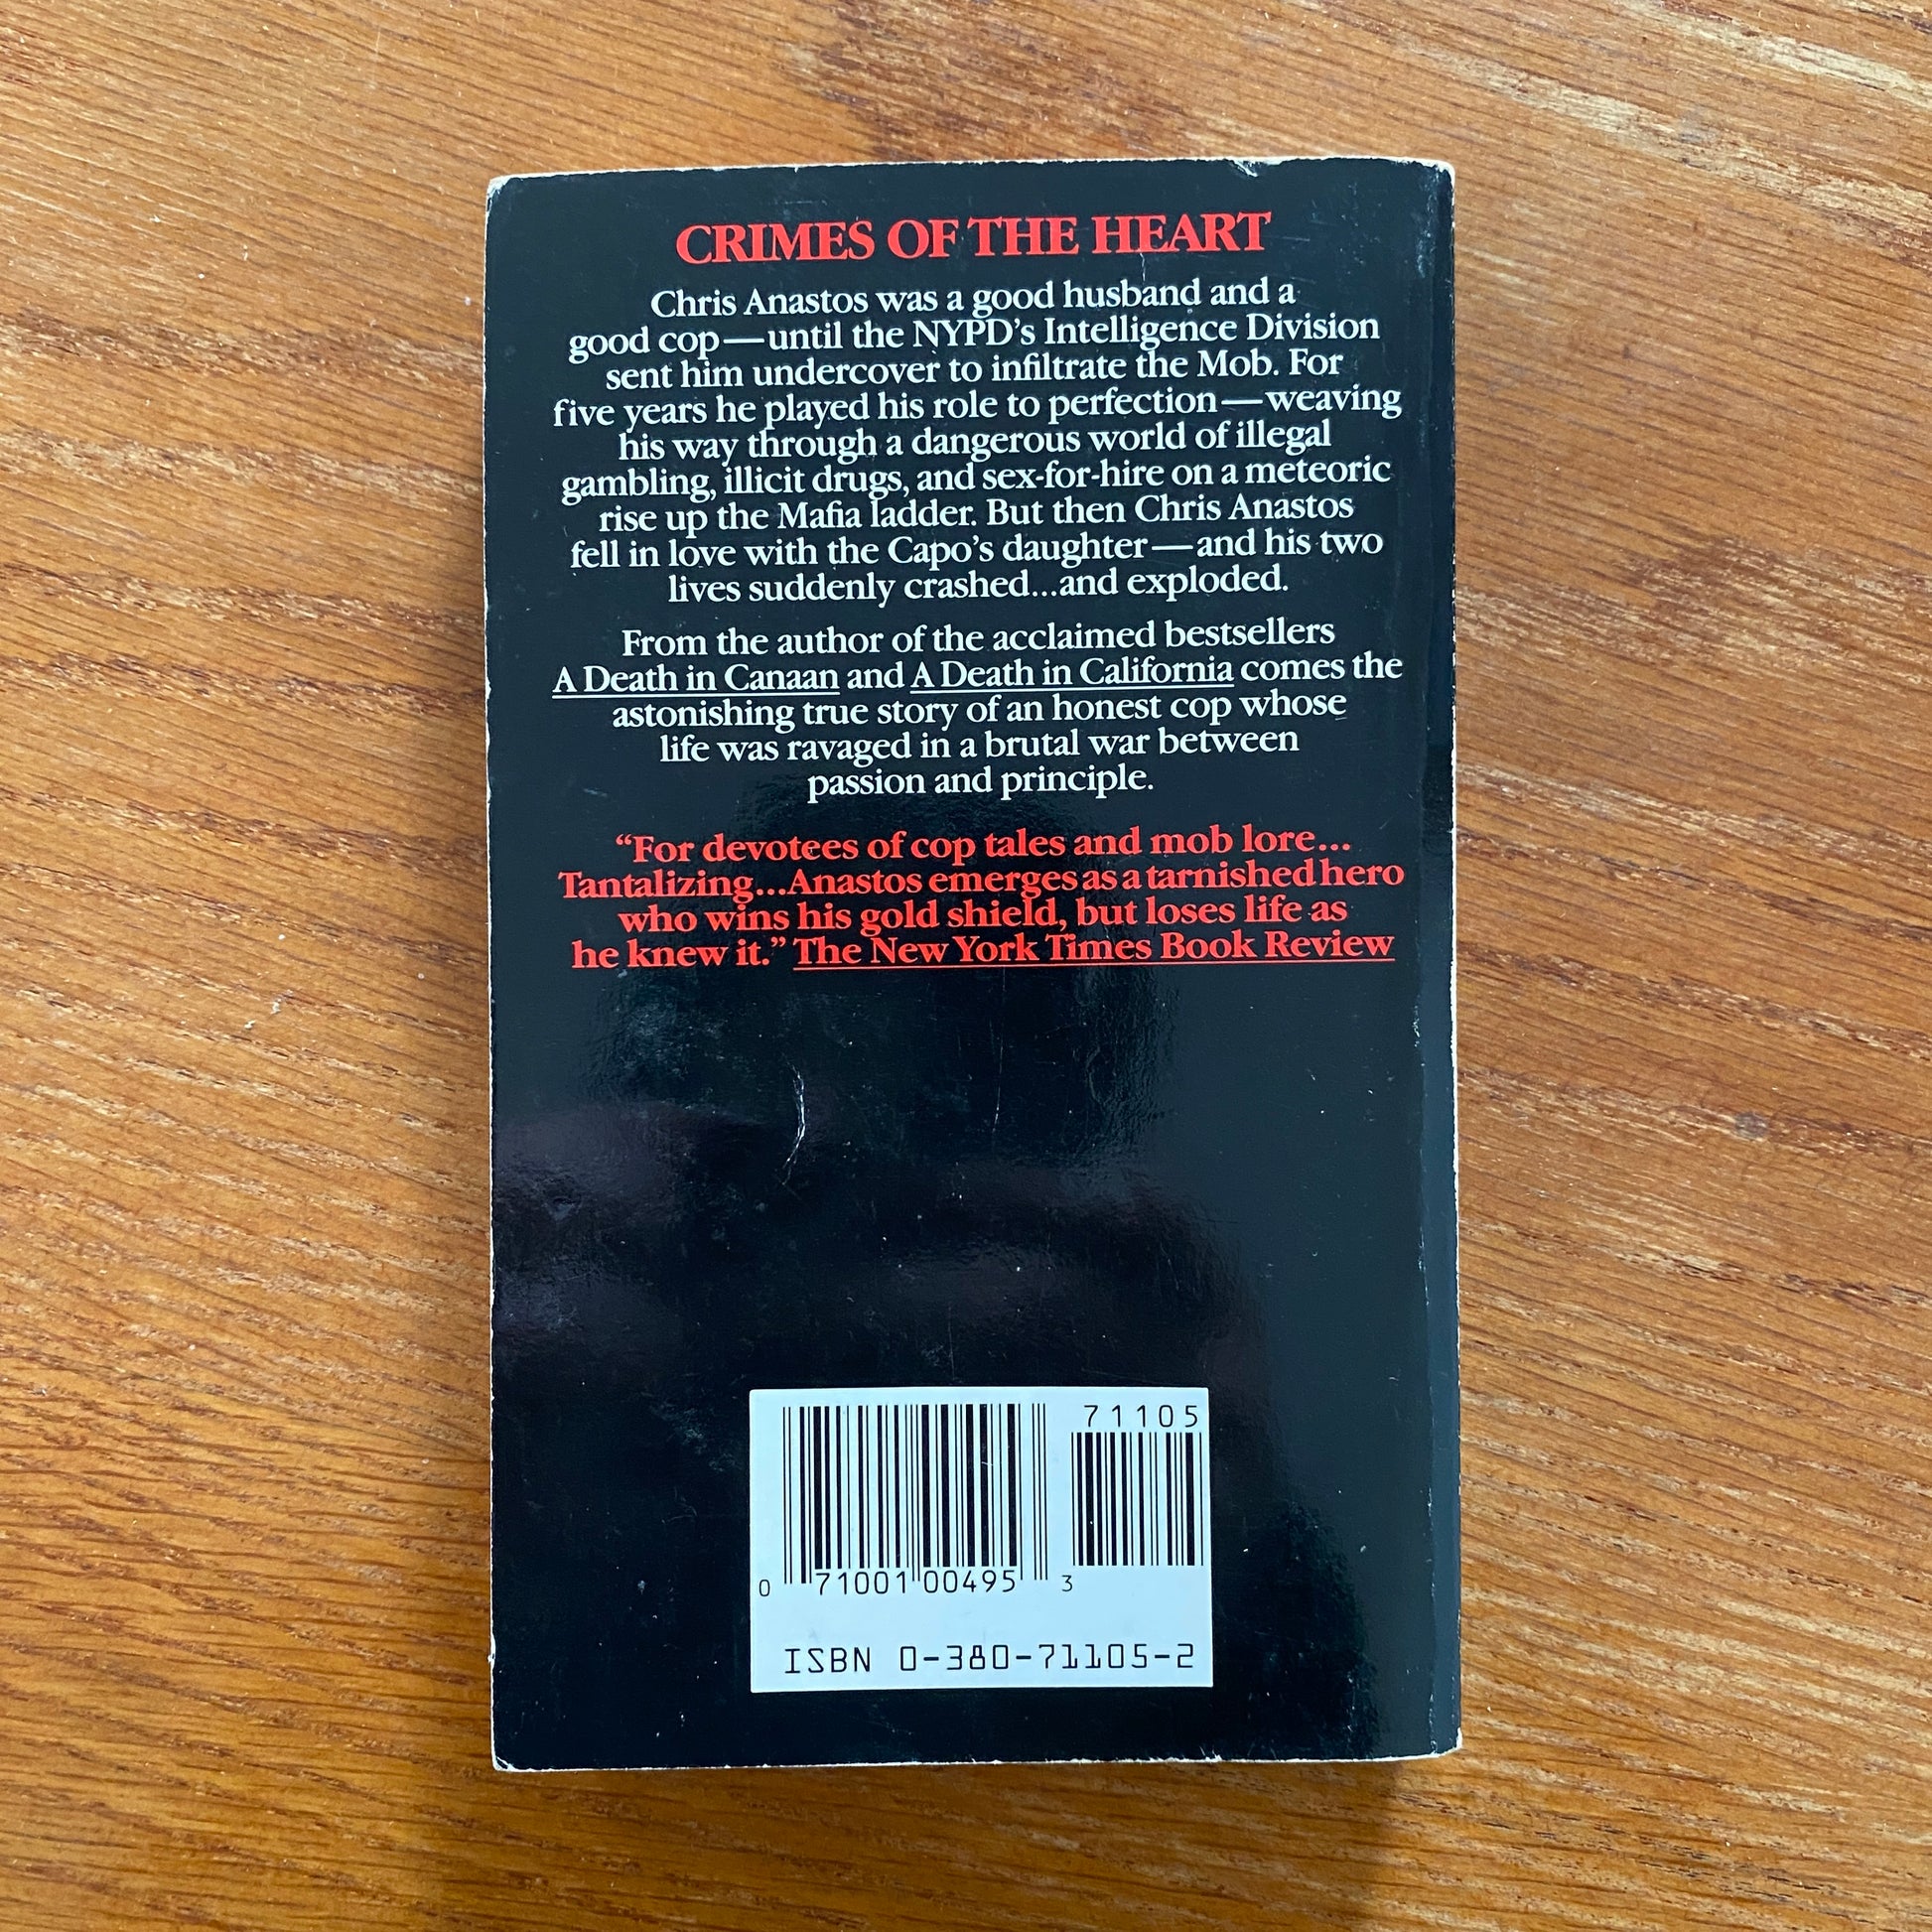 CRIMES OF THE HEART
Chris Anastos was a good husband and a
good cop—until the NYPD's Intelligence Division
sent him undercover to infiltrate the Mob. For
five years he played his role to perfection—weaving
his way through a dangerous world of illegal
gambling, illicit drugs, and sex-for-hire on a meteoric
rise up the Mafia ladder. But then Chris Anastos
fell in love with the Capo's daughter—and his two
lives suddenly crashed...and exploded.
From the author of the acclaimed bestsellers
A Death in Canaan and A Death in California comes the
astonishing true story of an honest cop whose
life was ravaged in a brutal war between
passion and principle.
“For devotees of cop tales and mob lore...
Tantalizing...Anastos emerges as a tarnished hero
who wins his gold shield, but loses life as
he knew it.” The New York Times Book Review
71105
0 71001 00495 3
ISBN 0-380-71105-2